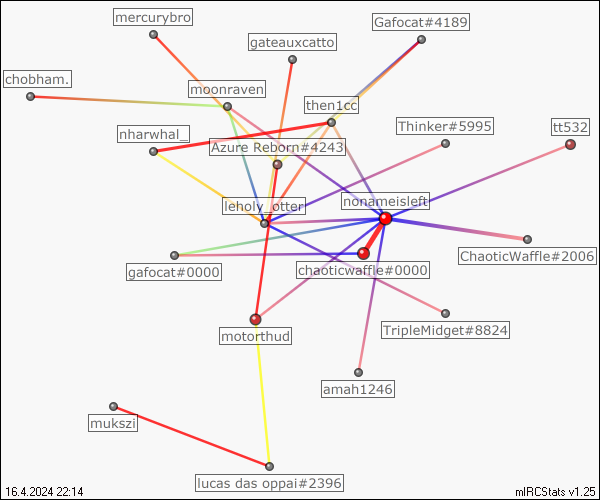 mercurybro
Gafocat#4189
gateauxcatto
chobham.
moonraven
then1cc
Thinker#5995
tt532
nharwhal_
Azure Reborn#4243
nonameisleft
leholy_otter
ChaoticWaffle#2006
gafocat#0000
chaoticwaffle#0000
TripleMidget#8824
motorthud
amah1246
mukszi
lucas das oppai#2396
16.4.2024 22:14
mIRCStats v1.25